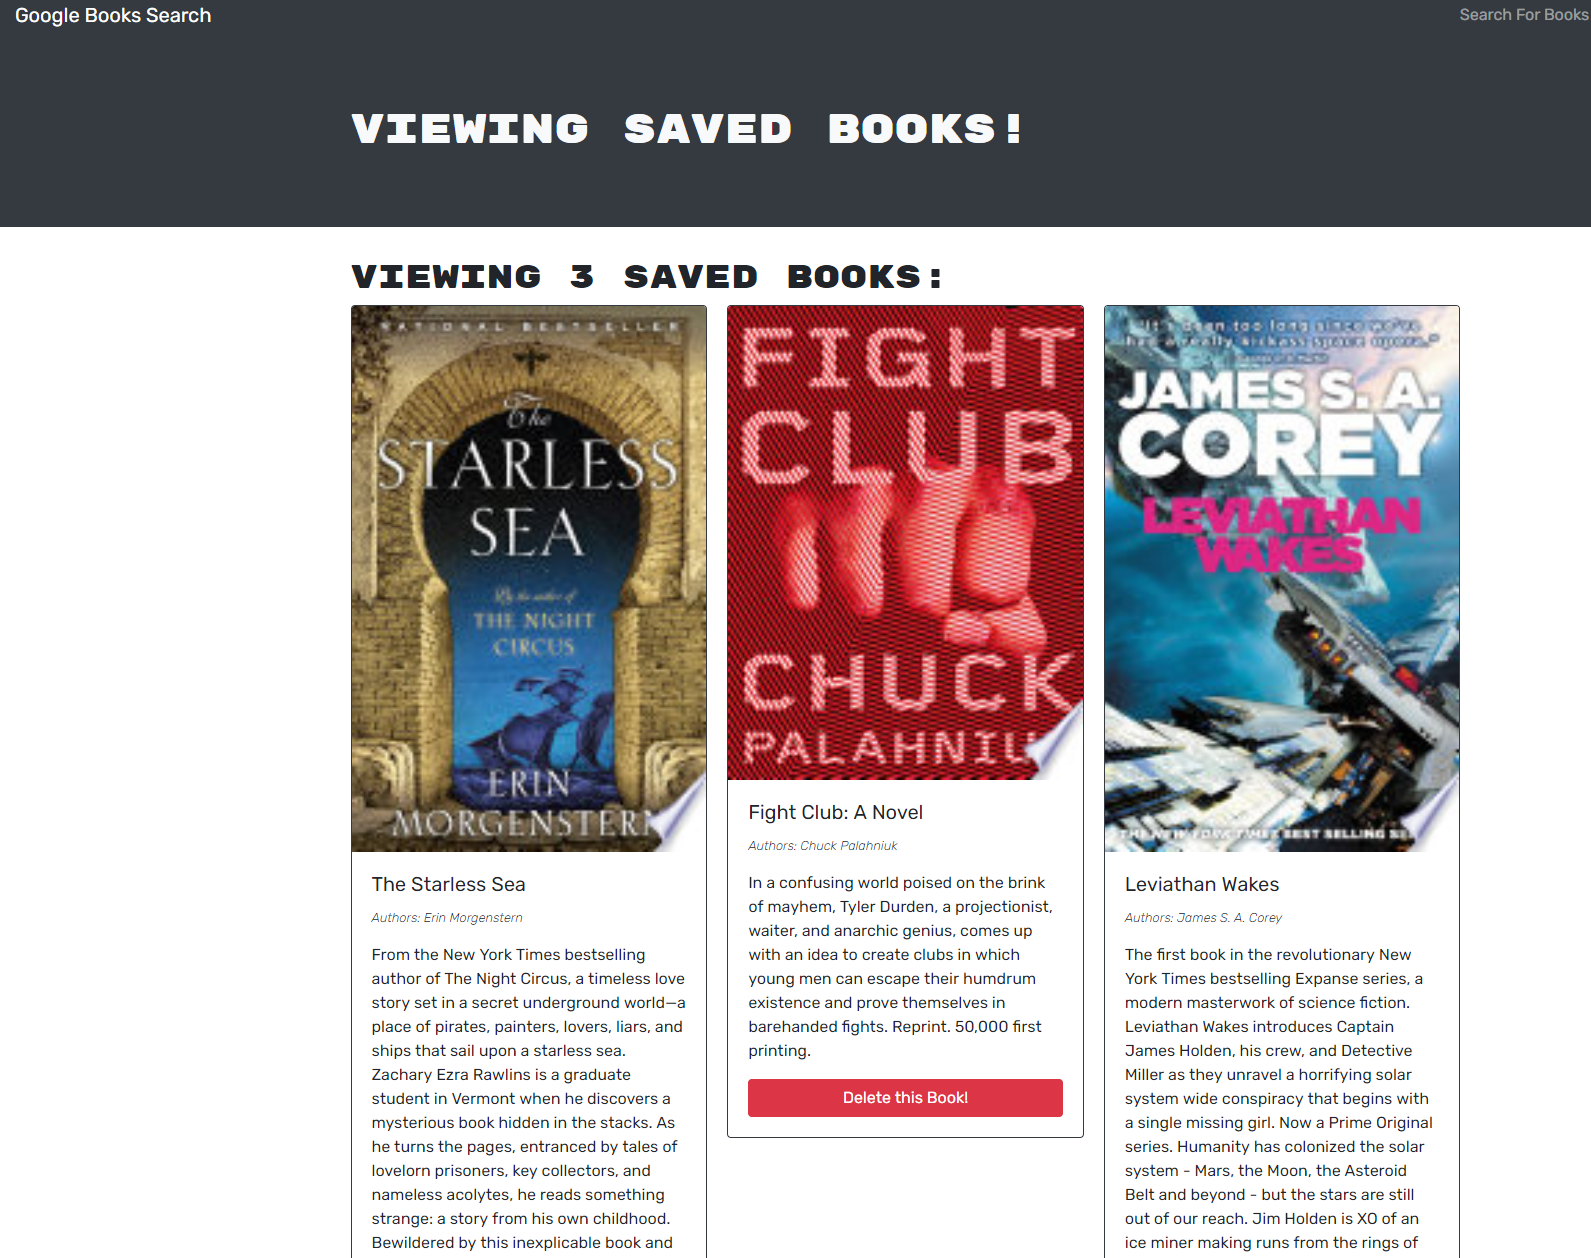 Google Books Search
Search For Books
VIEWING SAVED BOOKS!
VIEWING 3 SAVED BOOKS:
NATIONAL BESTSELLER
The
STARLESS
SEA
By the author of
THE NIGHT
CIRCUS
ERIN
MORGENSTERN
The Starless Sea
Authors: Erin Morgenstern
From the New York Times bestselling
author of The Night Circus, a timeless love
story set in a secret underground world—a
place of pirates, painters, lovers, liars, and
ships that sail upon a starless sea.
Zachary Ezra Rawlins is a graduate
student in Vermont when he discovers a
mysterious book hidden in the stacks. As
he turns the pages, entranced by tales of
lovelorn prisoners, key collectors, and
nameless acolytes, he reads something
strange: a story from his own childhood.
Bewildered by this inexplicable book and
FIGHT
CLUB
CHUCK
PALAHNIU
Fight Club: A Novel
Authors: Chuck Palahniuk
In a confusing world poised on the brink
of mayhem, Tyler Durden, a projectionist,
waiter, and anarchic genius, comes up
with an idea to create clubs in which
young men can escape their humdrum
existence and prove themselves in
barehanded fights. Reprint. 50,000 first
printing.
Delete this Book!
"It's been too long since we've
had a really kickass space opera."
JAMES S. A.
COREY
LEVIATHAN
WAKES
THE NEW YORK TIMES BEST SELLING
Leviathan Wakes
Authors: James S. A. Corey
The first book in the revolutionary New
York Times bestselling Expanse series, a
modern masterwork of science fiction.
Leviathan Wakes introduces Captain
James Holden, his crew, and Detective
Miller as they unravel a horrifying solar
system wide conspiracy that begins with
a single missing girl. Now a Prime Original
series. Humanity has colonized the solar
system - Mars, the Moon, the Asteroid
Belt and beyond - but the stars are still
out of our reach. Jim Holden is XO of an
ice miner making runs from the rings of